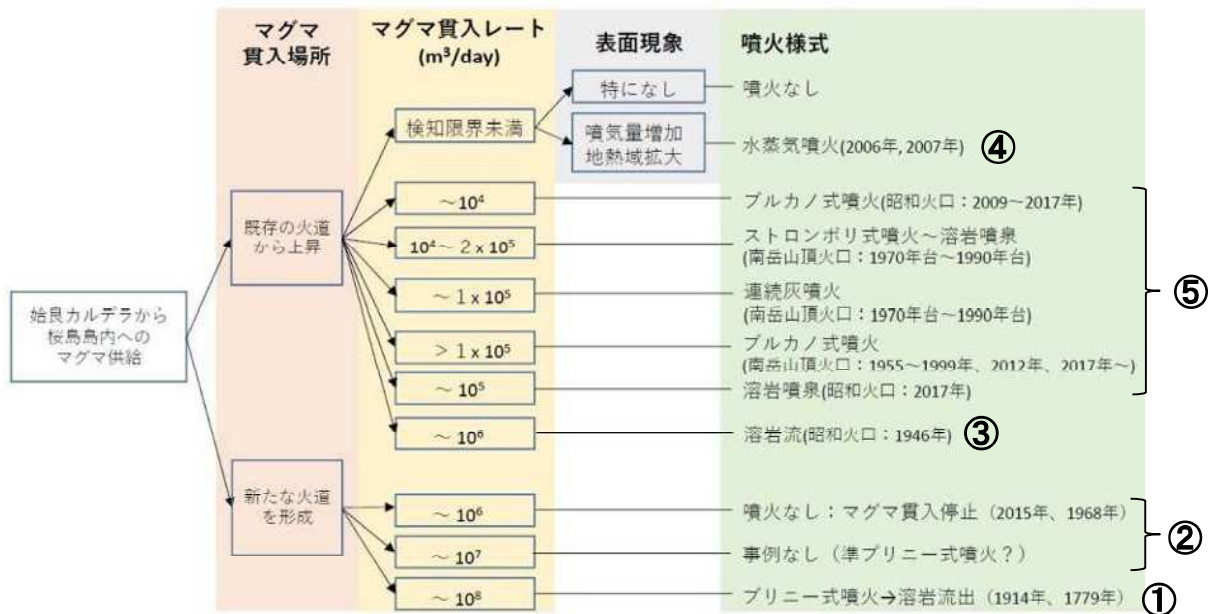 マグマ
貫入場所
マグマ貫入レート
(m³/day)
表面現象
噴火様式
姶良カルデラから
桜島島内への
マグマ供給
既存の火道
から上昇
検知限界未満
特になし
噴火なし
噴気量増加
地熱域拡大
水蒸気噴火(2006年, 2007年) ④
～10⁴
ブルカノ式噴火(昭和火口：2009～2017年)
10⁴～2 x 10⁵
ストロンボリ式噴火～溶岩噴泉
(南岳山頂火口：1970年台～1990年台)
～1 x 10⁵
連続灰噴火
(南岳山頂火口：1970年台～1990年台)
＞1 x 10⁵
ブルカノ式噴火
(南岳山頂火口：1955～1999年、2012年、2017年～)
～10⁵
溶岩噴泉(昭和火口：2017年)
⑤
～10⁶
溶岩流(昭和火口：1946年) ③
新たな火道
を形成
～10⁶
噴火なし：マグマ貫入停止（2015年、1968年）
～10⁷
事例なし（準プリニー式噴火？）
②
～10⁸
プリニー式噴火→溶岩流出（1914年、1779年） ①